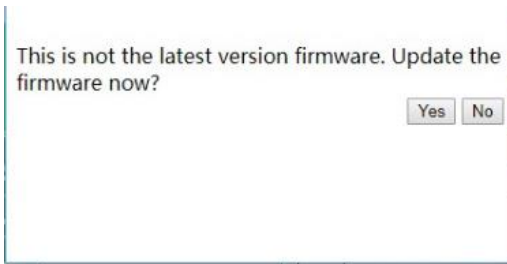 This is not the latest version firmware. Update the
firmware now?
Yes No